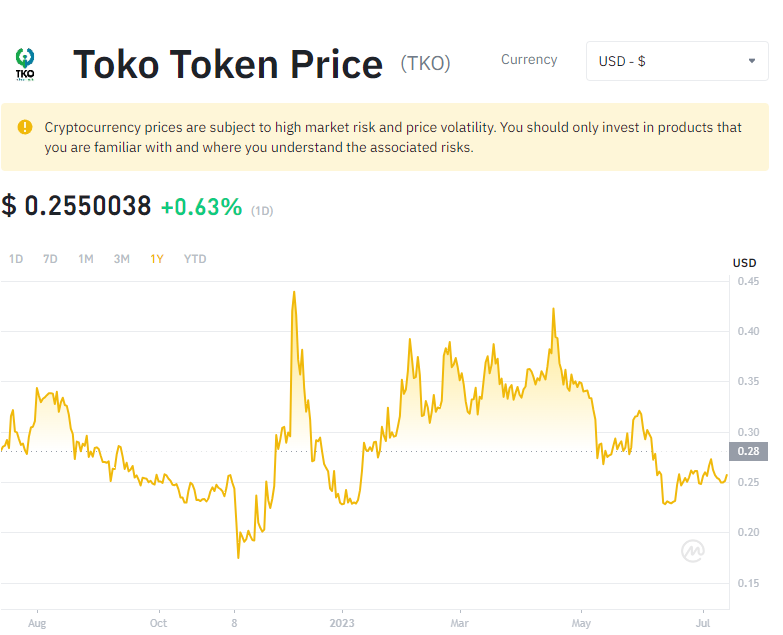 TKO
Toko Token Price (TKO)
Currency
USD - $
Cryptocurrency prices are subject to high market risk and price volatility. You should only invest in products that
you are familiar with and where you understand the associated risks.
$ 0.2550038 +0.63% (1D)
1D 7D 1M 3M 1Y YTD
USD
0.45
0.40
0.35
0.30
0.28
0.25
0.20
0.15
Aug Oct 8 2023 Mar May Jul